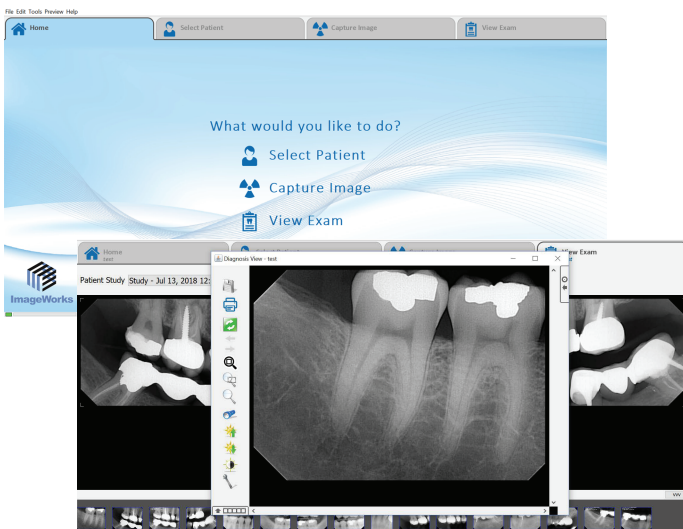 File Edit Tools Preview Help
Home
Select Patient
Capture Image
View Exam
What would you like to do?
Select Patient
Capture Image
View Exam
ImageWorks
Home
test
View Exam
Patient Study Study - Jul 13, 2018 12:
Diagnosis View - test